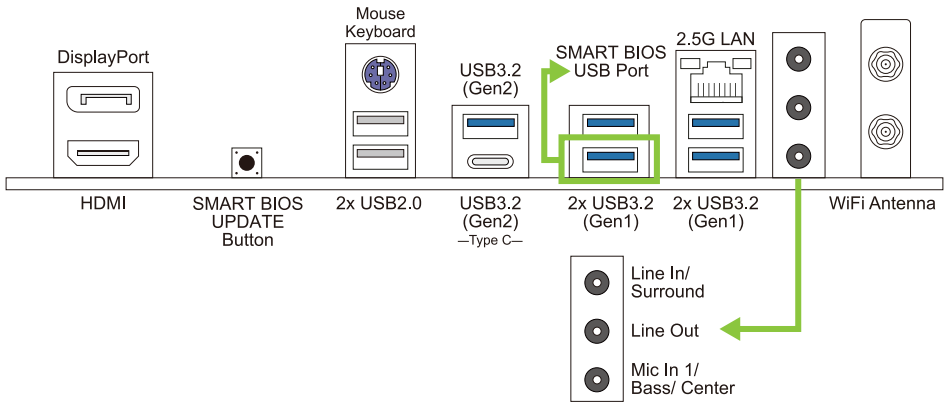 Mouse
Keyboard
DisplayPort
USB3.2
(Gen2)
SMART BIOS
USB Port
2.5G LAN
HDMI
SMART BIOS
UPDATE
Button
2x USB2.0
USB3.2
(Gen2)
—Type C—
2x USB3.2
(Gen1)
2x USB3.2
(Gen1)
WiFi Antenna
Line In/
Surround
Line Out
Mic In 1/
Bass/ Center